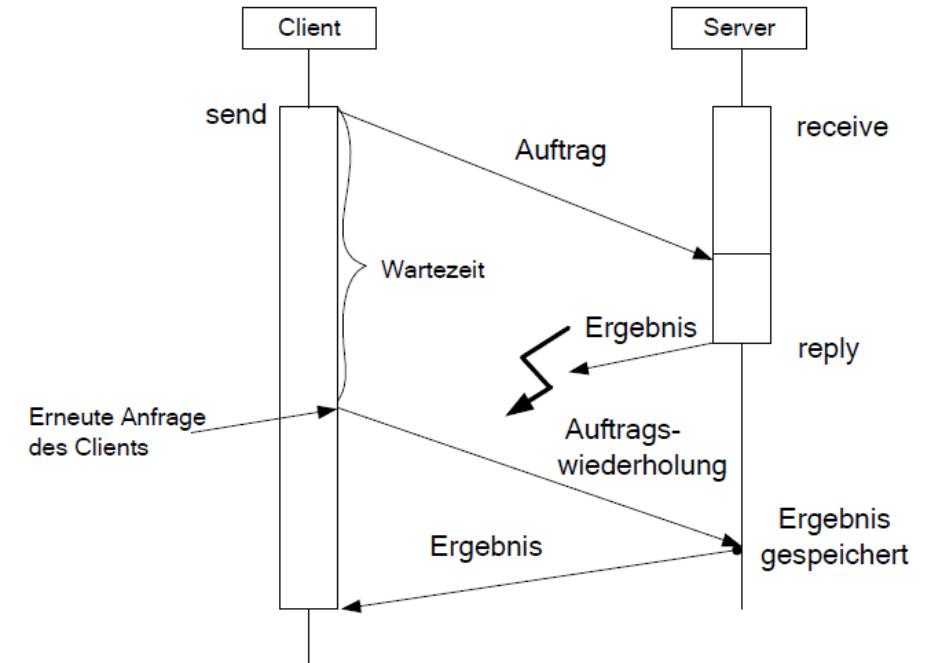 Client
Server
send
receive
Auftrag
Wartezeit
Ergebnis
reply
Erneute Anfrage
des Clients
Auftrags-
wiederholung
Ergebnis
gespeichert
Ergebnis